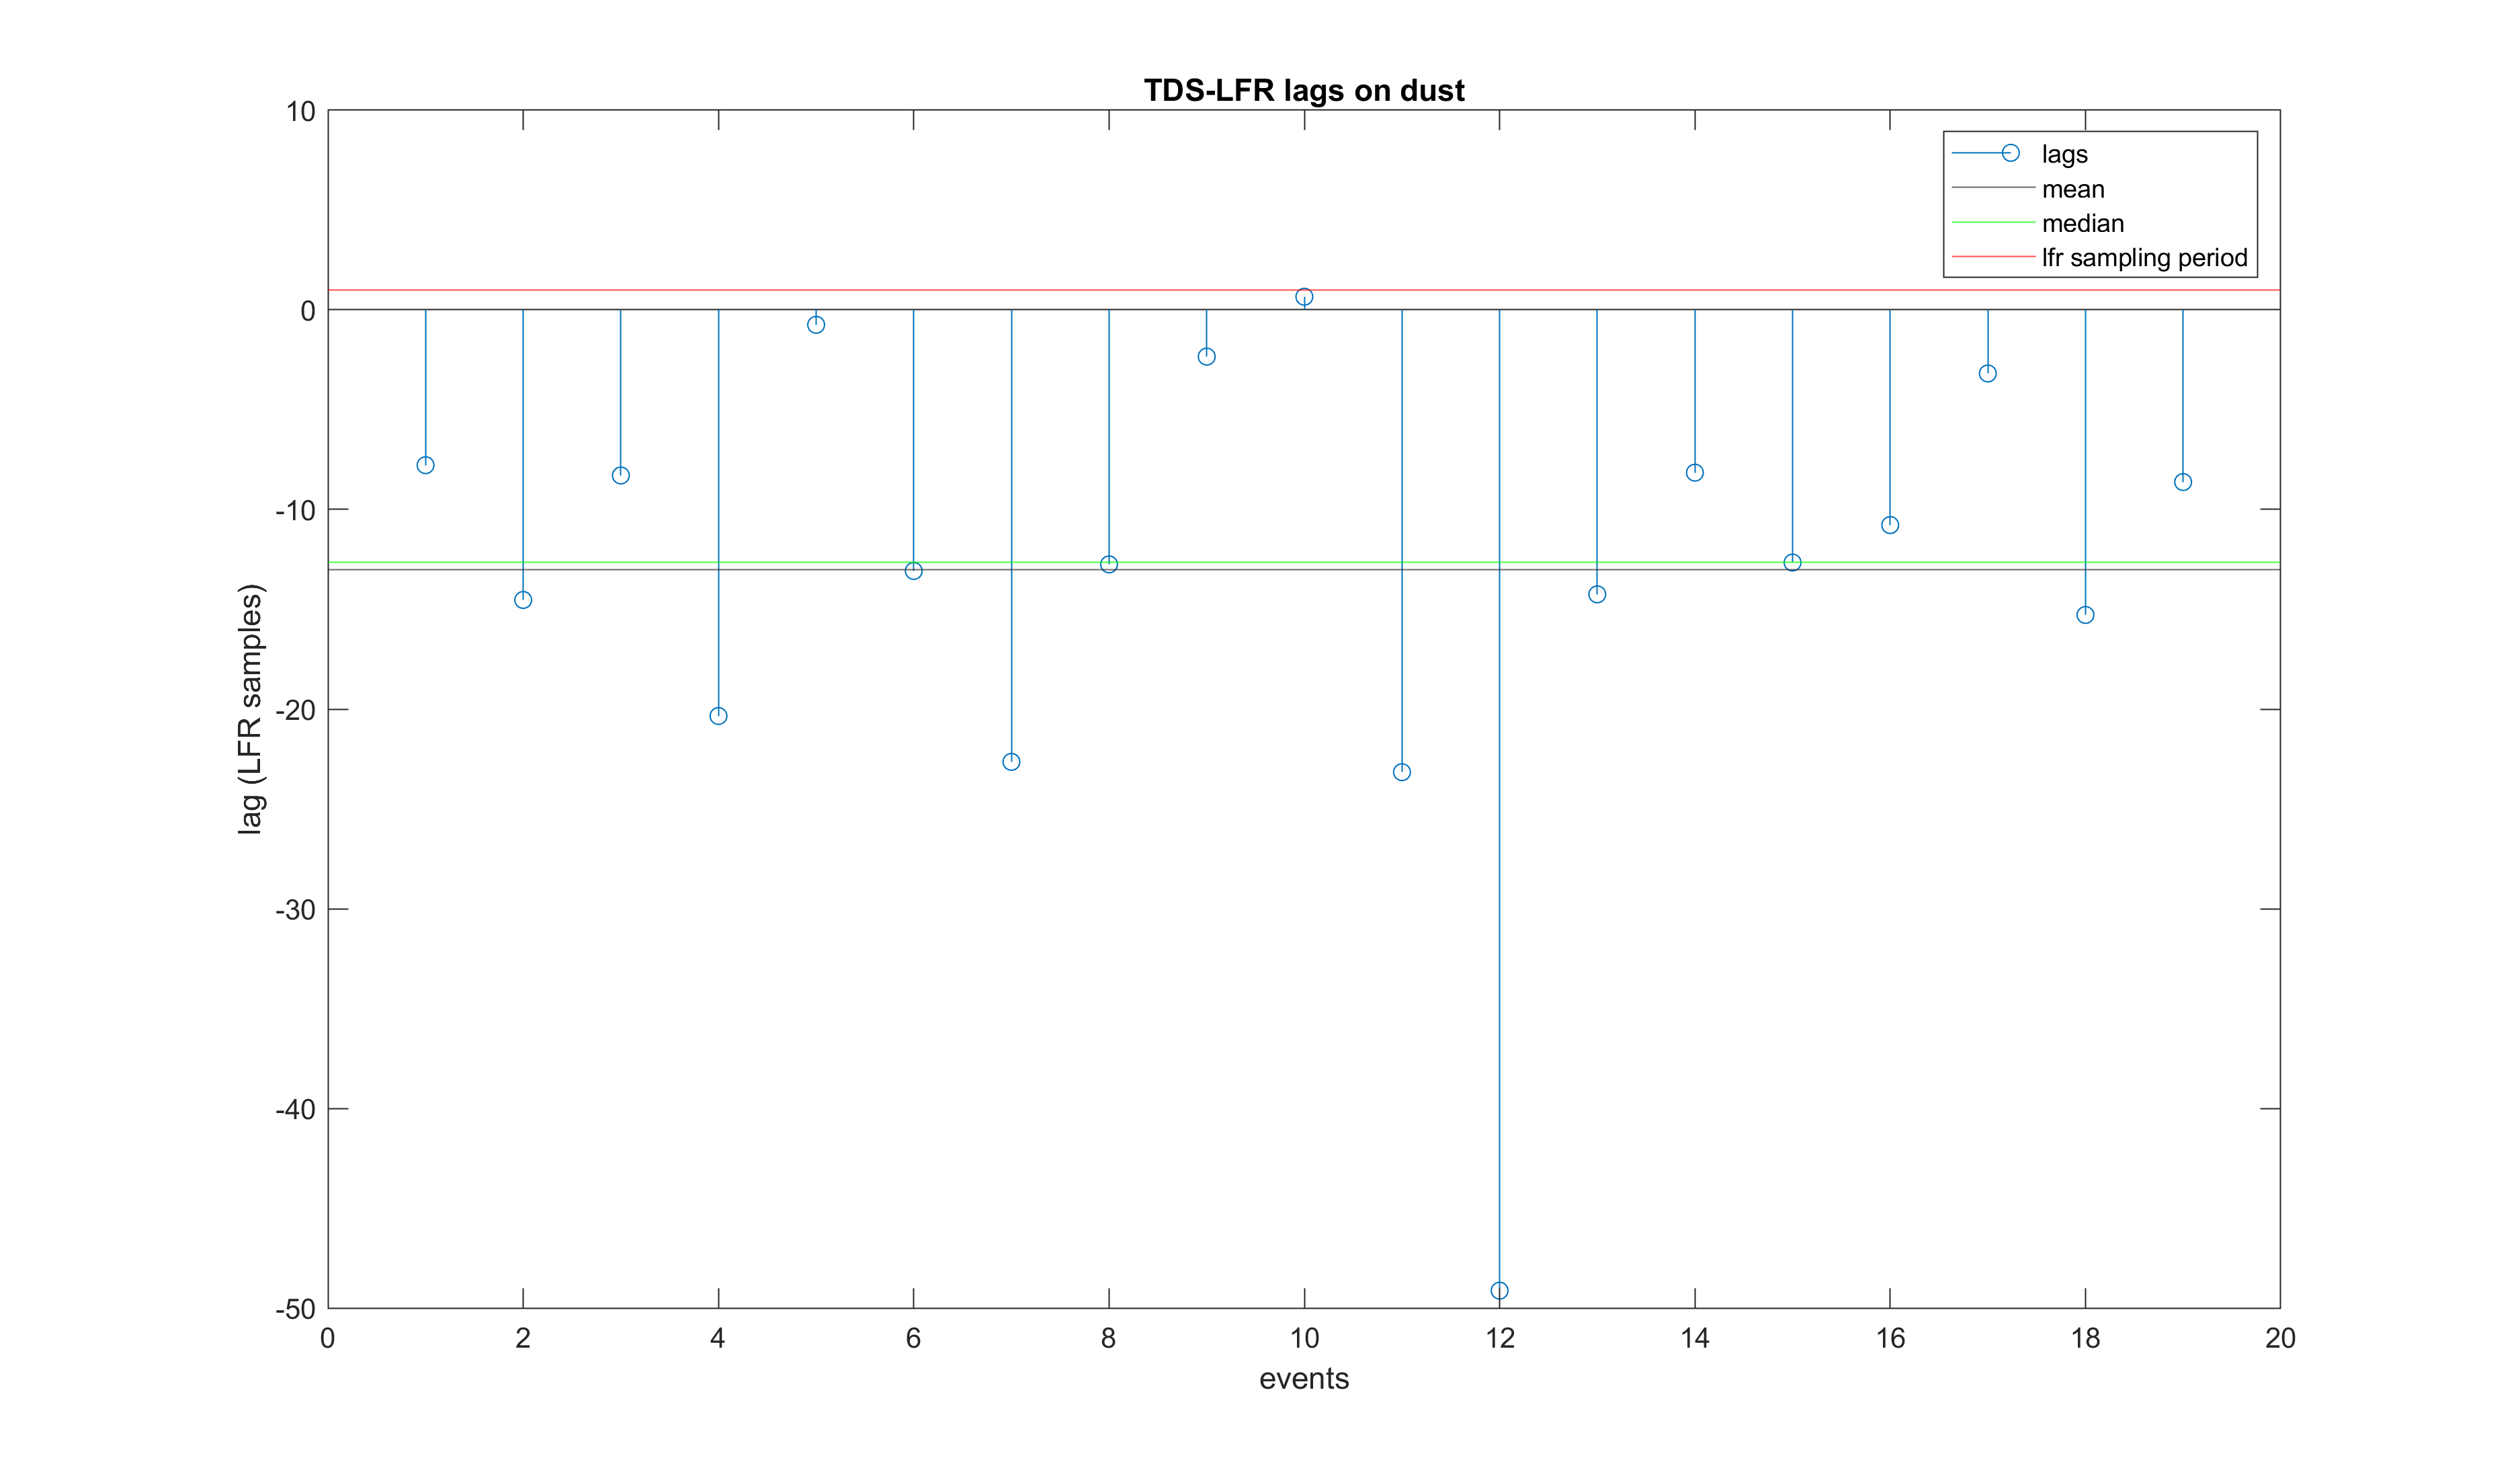 TDS-LFR lags on dust
lags
mean
median
lfr sampling period
10
0
-10
-20
-30
-40
-50
lag (LFR samples)
0 2 4 6 8 10 12 14 16 18 20
events